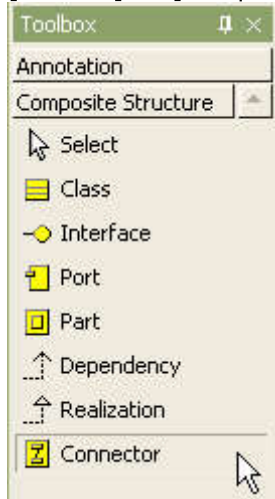 Toolbox
Annotation
Composite Structure
Select
Class
Interface
Port
Part
Dependency
Realization
Connector